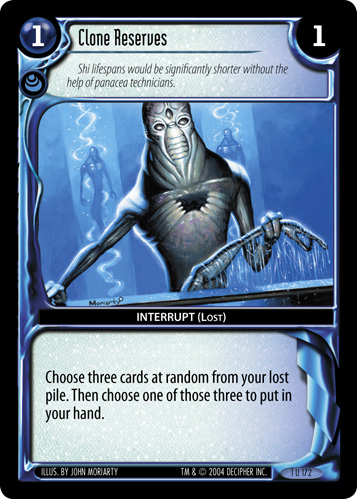 1 Clone Reserves 1
Shi lifespans would be significantly shorter without the
help of panacea technicians.
Moriarty
INTERRUPT (LOST)
Choose three cards at random from your lost
pile. Then choose one of those three to put in
your hand.
ILLUS. BY JOHN MORIARTY TM & © 2004 DECIPHER INC. 1 U 172